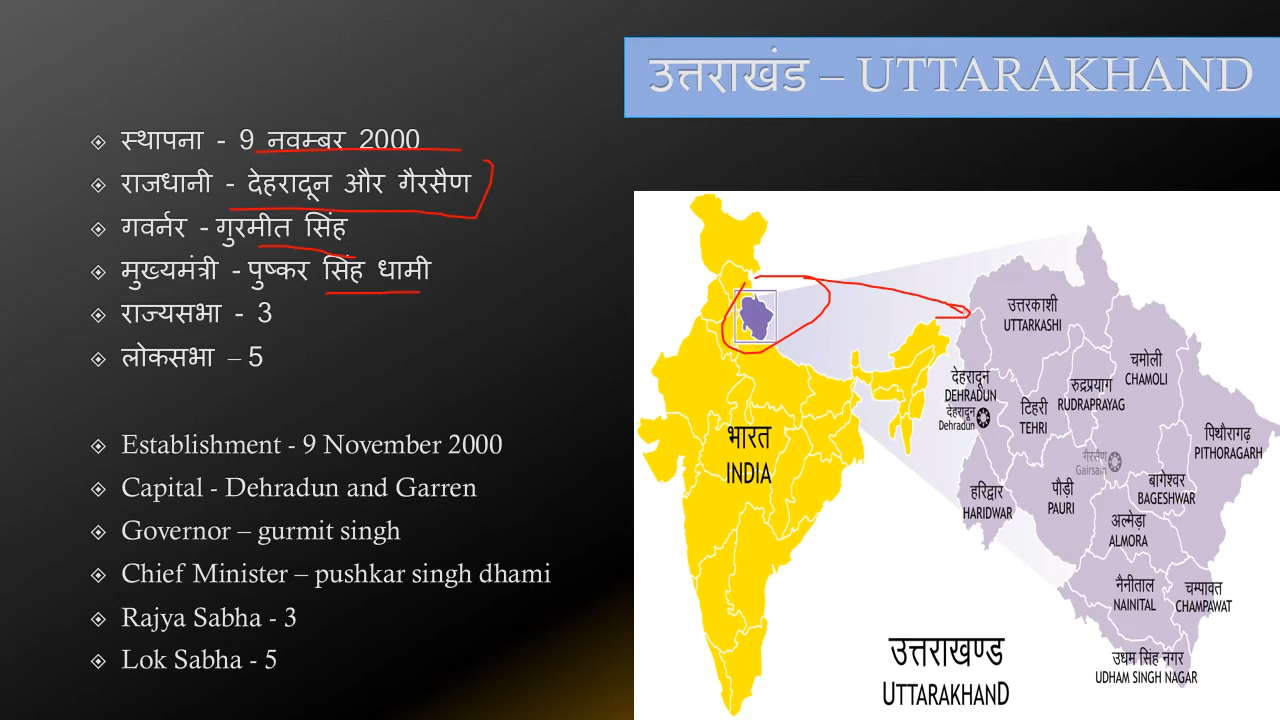 उत्तराखंड – UTTARAKHAND
स्थापना - 9 नवम्बर 2000
राजधानी - देहरादून और गैरसैण
गवर्नर - गुरमीत सिंह
मुख्यमंत्री - पुष्कर सिंह धामी
राज्यसभा - 3
लोकसभा – 5
Establishment - 9 November 2000
Capital - Dehradun and Garren
Governor – gurmit singh
Chief Minister – pushkar singh dhami
Rajya Sabha - 3
Lok Sabha - 5
भारत
INDIA
उत्तरकाशी
UTTARKASHI
चमोली
CHAMOLI
रुद्रप्रयाग
RUDRAPRAYAG
देहरादून
DEHRADUN
देहरादून
Dehradun
टिहरी
TEHRI
पिथौरागढ़
PITHORAGARH
गैरसैण
Gairsain
बागेश्वर
BAGESHWAR
हरिद्वार
HARIDWAR
पौड़ी
PAURI
अल्मेड़ा
ALMORA
नैनीताल
NAINITAL
चम्पावत
CHAMPAWAT
उधम सिंह नगर
UDHAM SINGH NAGAR
उत्तराखण्ड
UTTARAKHAND